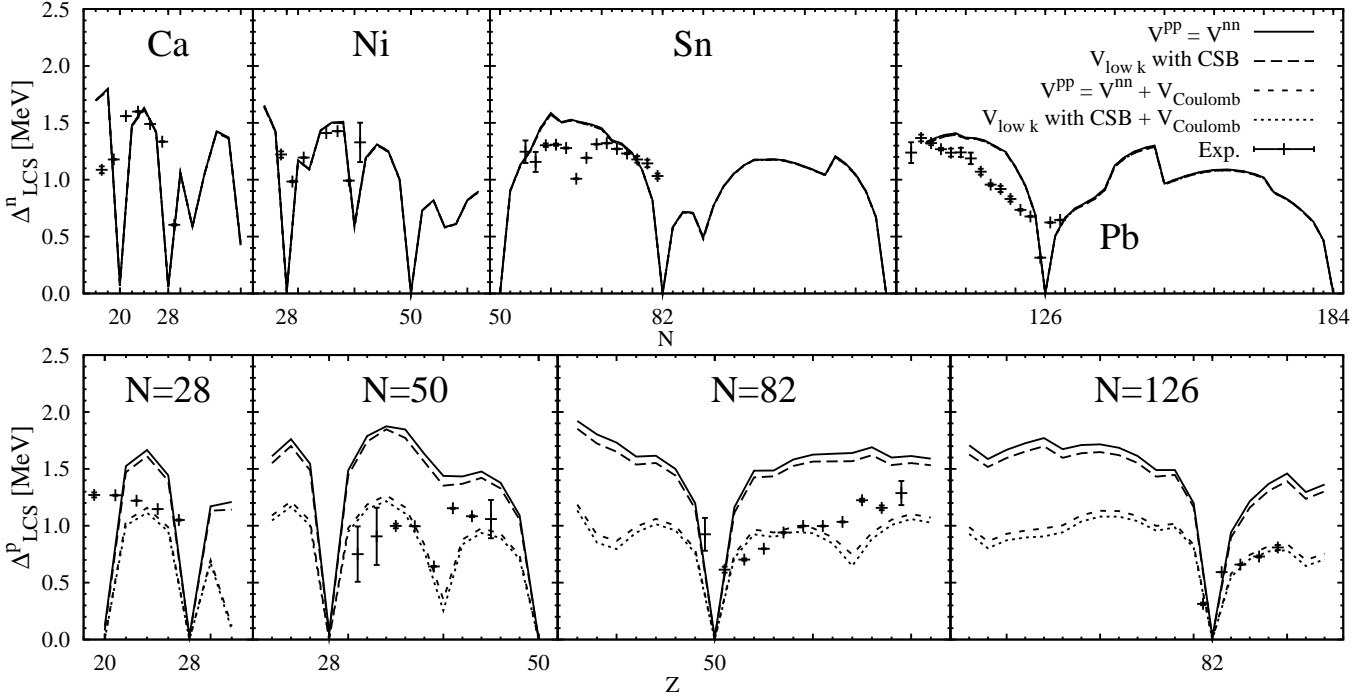 2.5
2.0
1.5
1.0
0.5
0.0
Δ^n_LCS [MeV]
Ca
Ni
Sn
Pb
V^pp = V^nn
V_low k with CSB
V^pp = V^nn + V_Coulomb
V_low k with CSB + V_Coulomb
Exp.
20 28 28 50 50 82 126 184
N
2.5
2.0
1.5
1.0
0.5
0.0
Δ^p_LCS [MeV]
N=28 N=50 N=82 N=126
20 28 28 50 50 82
Z